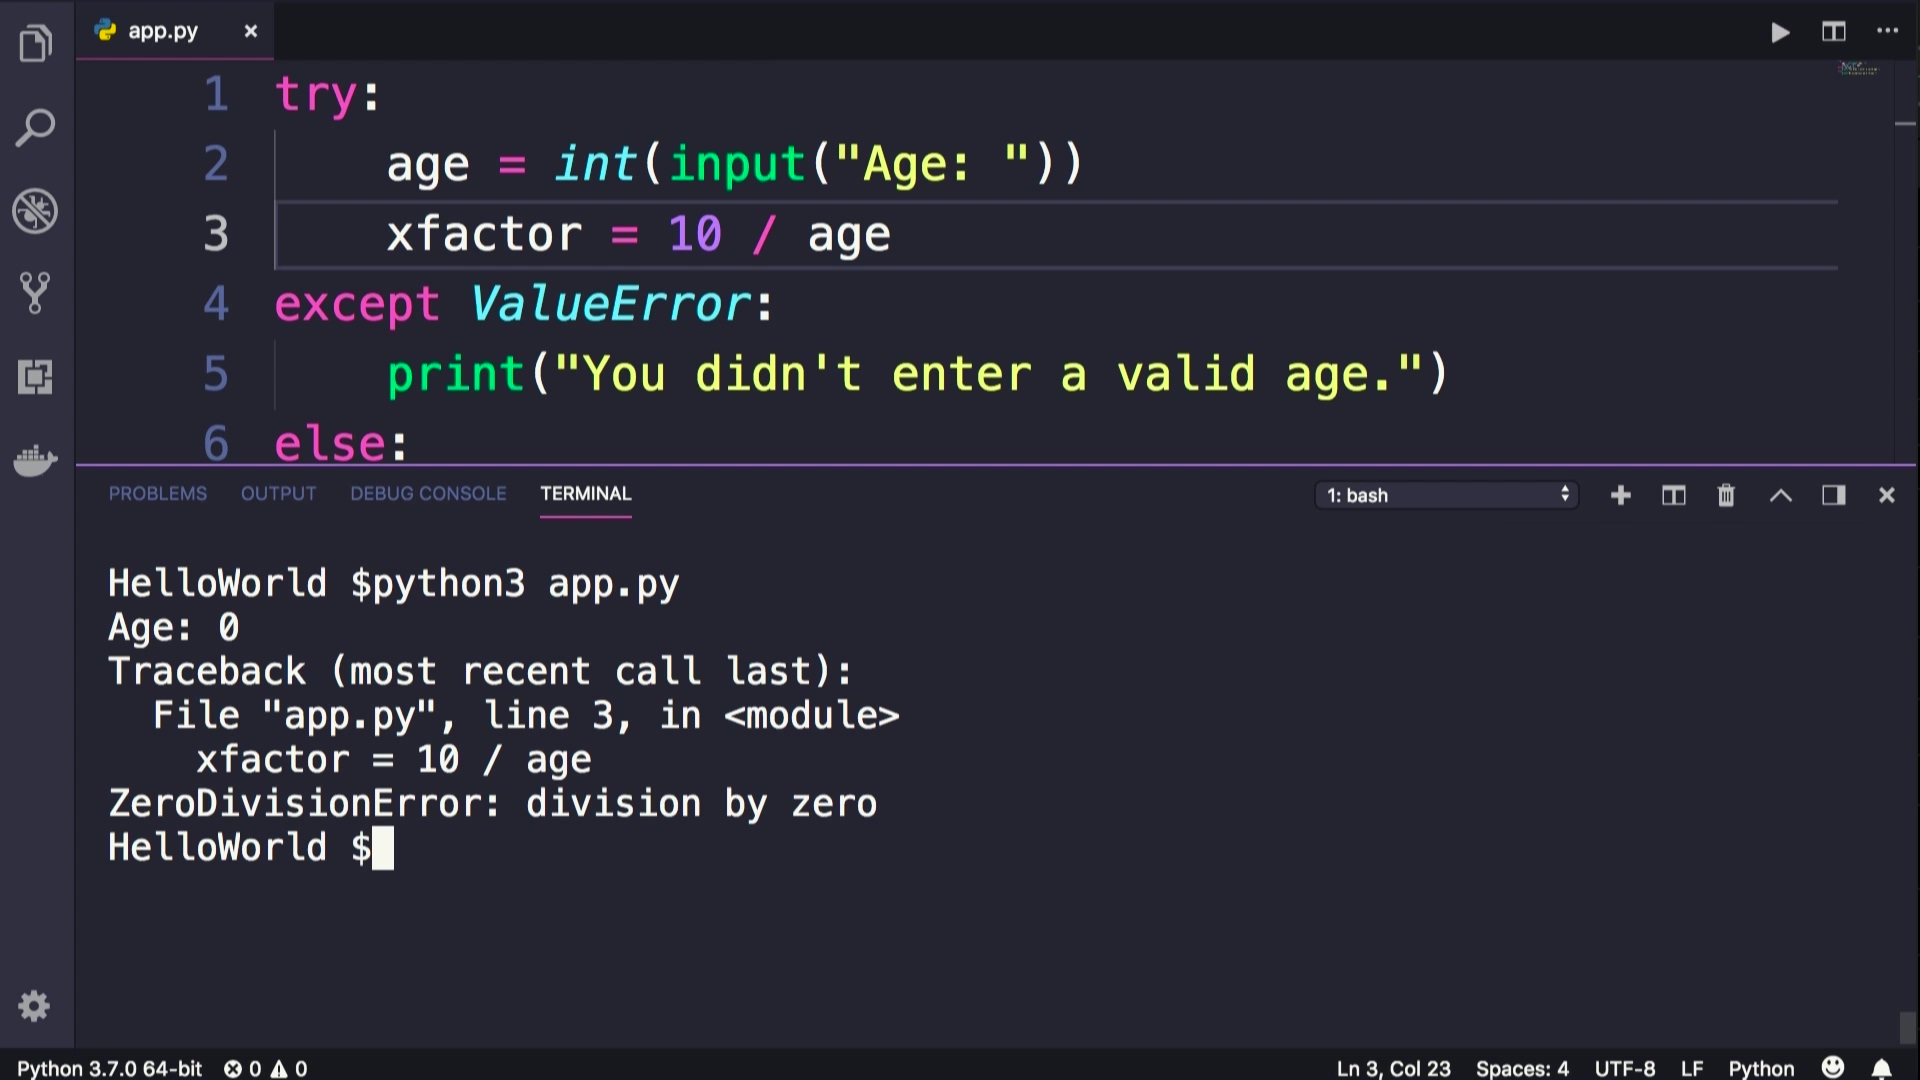 app.py
1 try:
2 age = int(input("Age: "))
3 xfactor = 10 / age
4 except ValueError:
5 print("You didn't enter a valid age.")
6 else:
PROBLEMS OUTPUT DEBUG CONSOLE TERMINAL 1: bash
HelloWorld $python3 app.py
Age: 0
Traceback (most recent call last):
File "app.py", line 3, in <module>
xfactor = 10 / age
ZeroDivisionError: division by zero
HelloWorld $
Python 3.7.0 64-bit 0 0 Ln 3, Col 23 Spaces: 4 UTF-8 LF Python